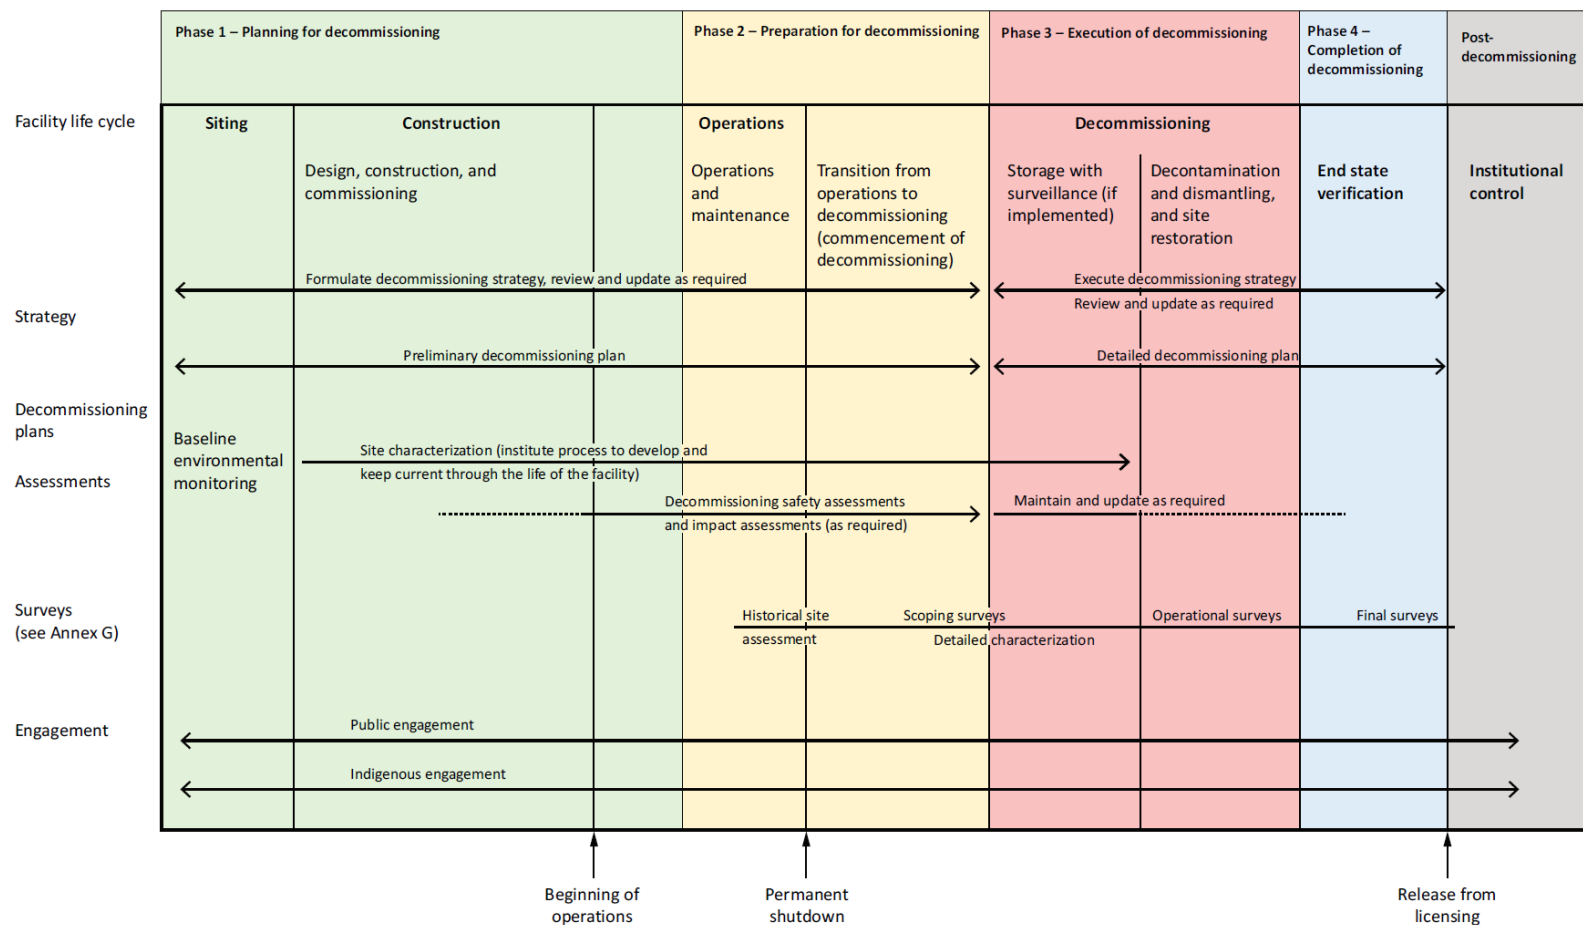 Phase 1 – Planning for decommissioning
Phase 2 – Preparation for decommissioning
Phase 3 – Execution of decommissioning
Phase 4 –
Completion of
decommissioning
Post-
decommissioning
Facility life cycle
Siting
Construction
Operations
Decommissioning
Design, construction, and
commissioning
Operations
and
maintenance
Transition from
operations to
decommissioning
(commencement of
decommissioning)
Storage with
surveillance (if
implemented)
Decontamination
and dismantling,
and site
restoration
End state
verification
Institutional
control
Formulate decommissioning strategy, review and update as required
Execute decommissioning strategy
Review and update as required
Strategy
Preliminary decommissioning plan
Detailed decommissioning plan
Decommissioning
plans
Baseline
environmental
monitoring
Site characterization (institute process to develop and
keep current through the life of the facility)
Assessments
Decommissioning safety assessments
and impact assessments (as required)
Maintain and update as required
Surveys
(see Annex G)
Historical site
assessment
Scoping surveys
Detailed characterization
Operational surveys
Final surveys
Engagement
Public engagement
Indigenous engagement
Beginning of
operations
Permanent
shutdown
Release from
licensing